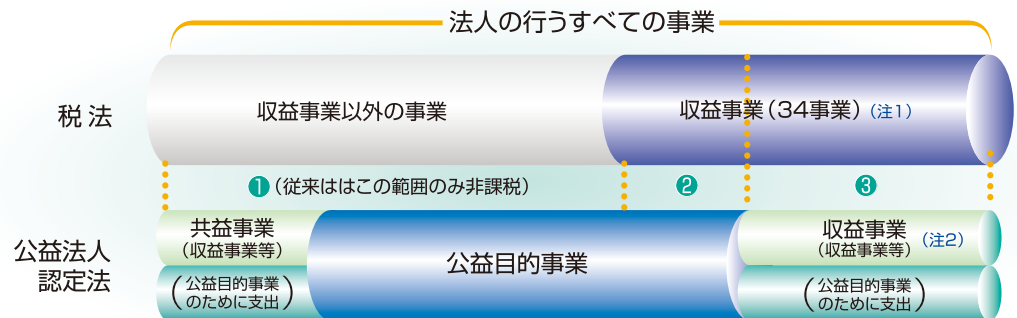 法人の行うすべての事業
税法
収益事業以外の事業
収益事業(34事業)(注1)
❶(従来ははこの範囲のみ非課税)
❷
❸
公益法人
認定法
共益事業
(収益事業等)
(公益目的事業
のために支出)
公益目的事業
収益事業
(収益事業等)
(注2)
(公益目的事業
のために支出)